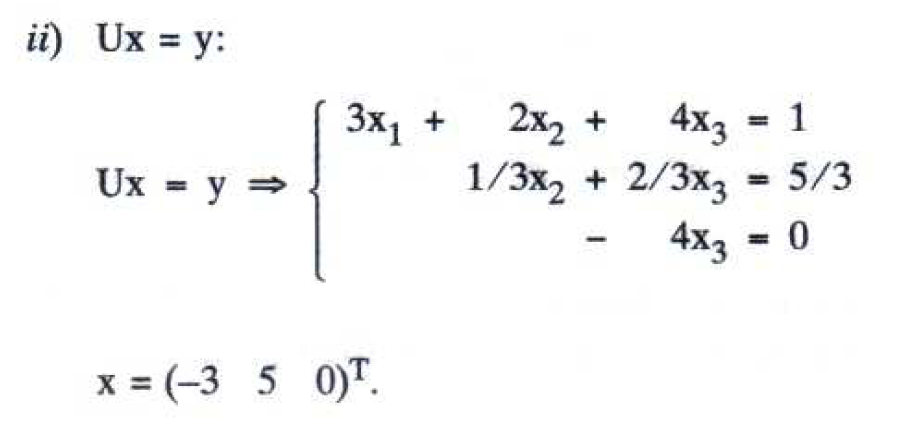 ii) Ux = y:
3x₁ + 2x₂ + 4x₃ = 1
Ux = y ⇒ { 1/3x₂ + 2/3x₃ = 5/3
− 4x₃ = 0
x = (−3 5 0)ᵀ.